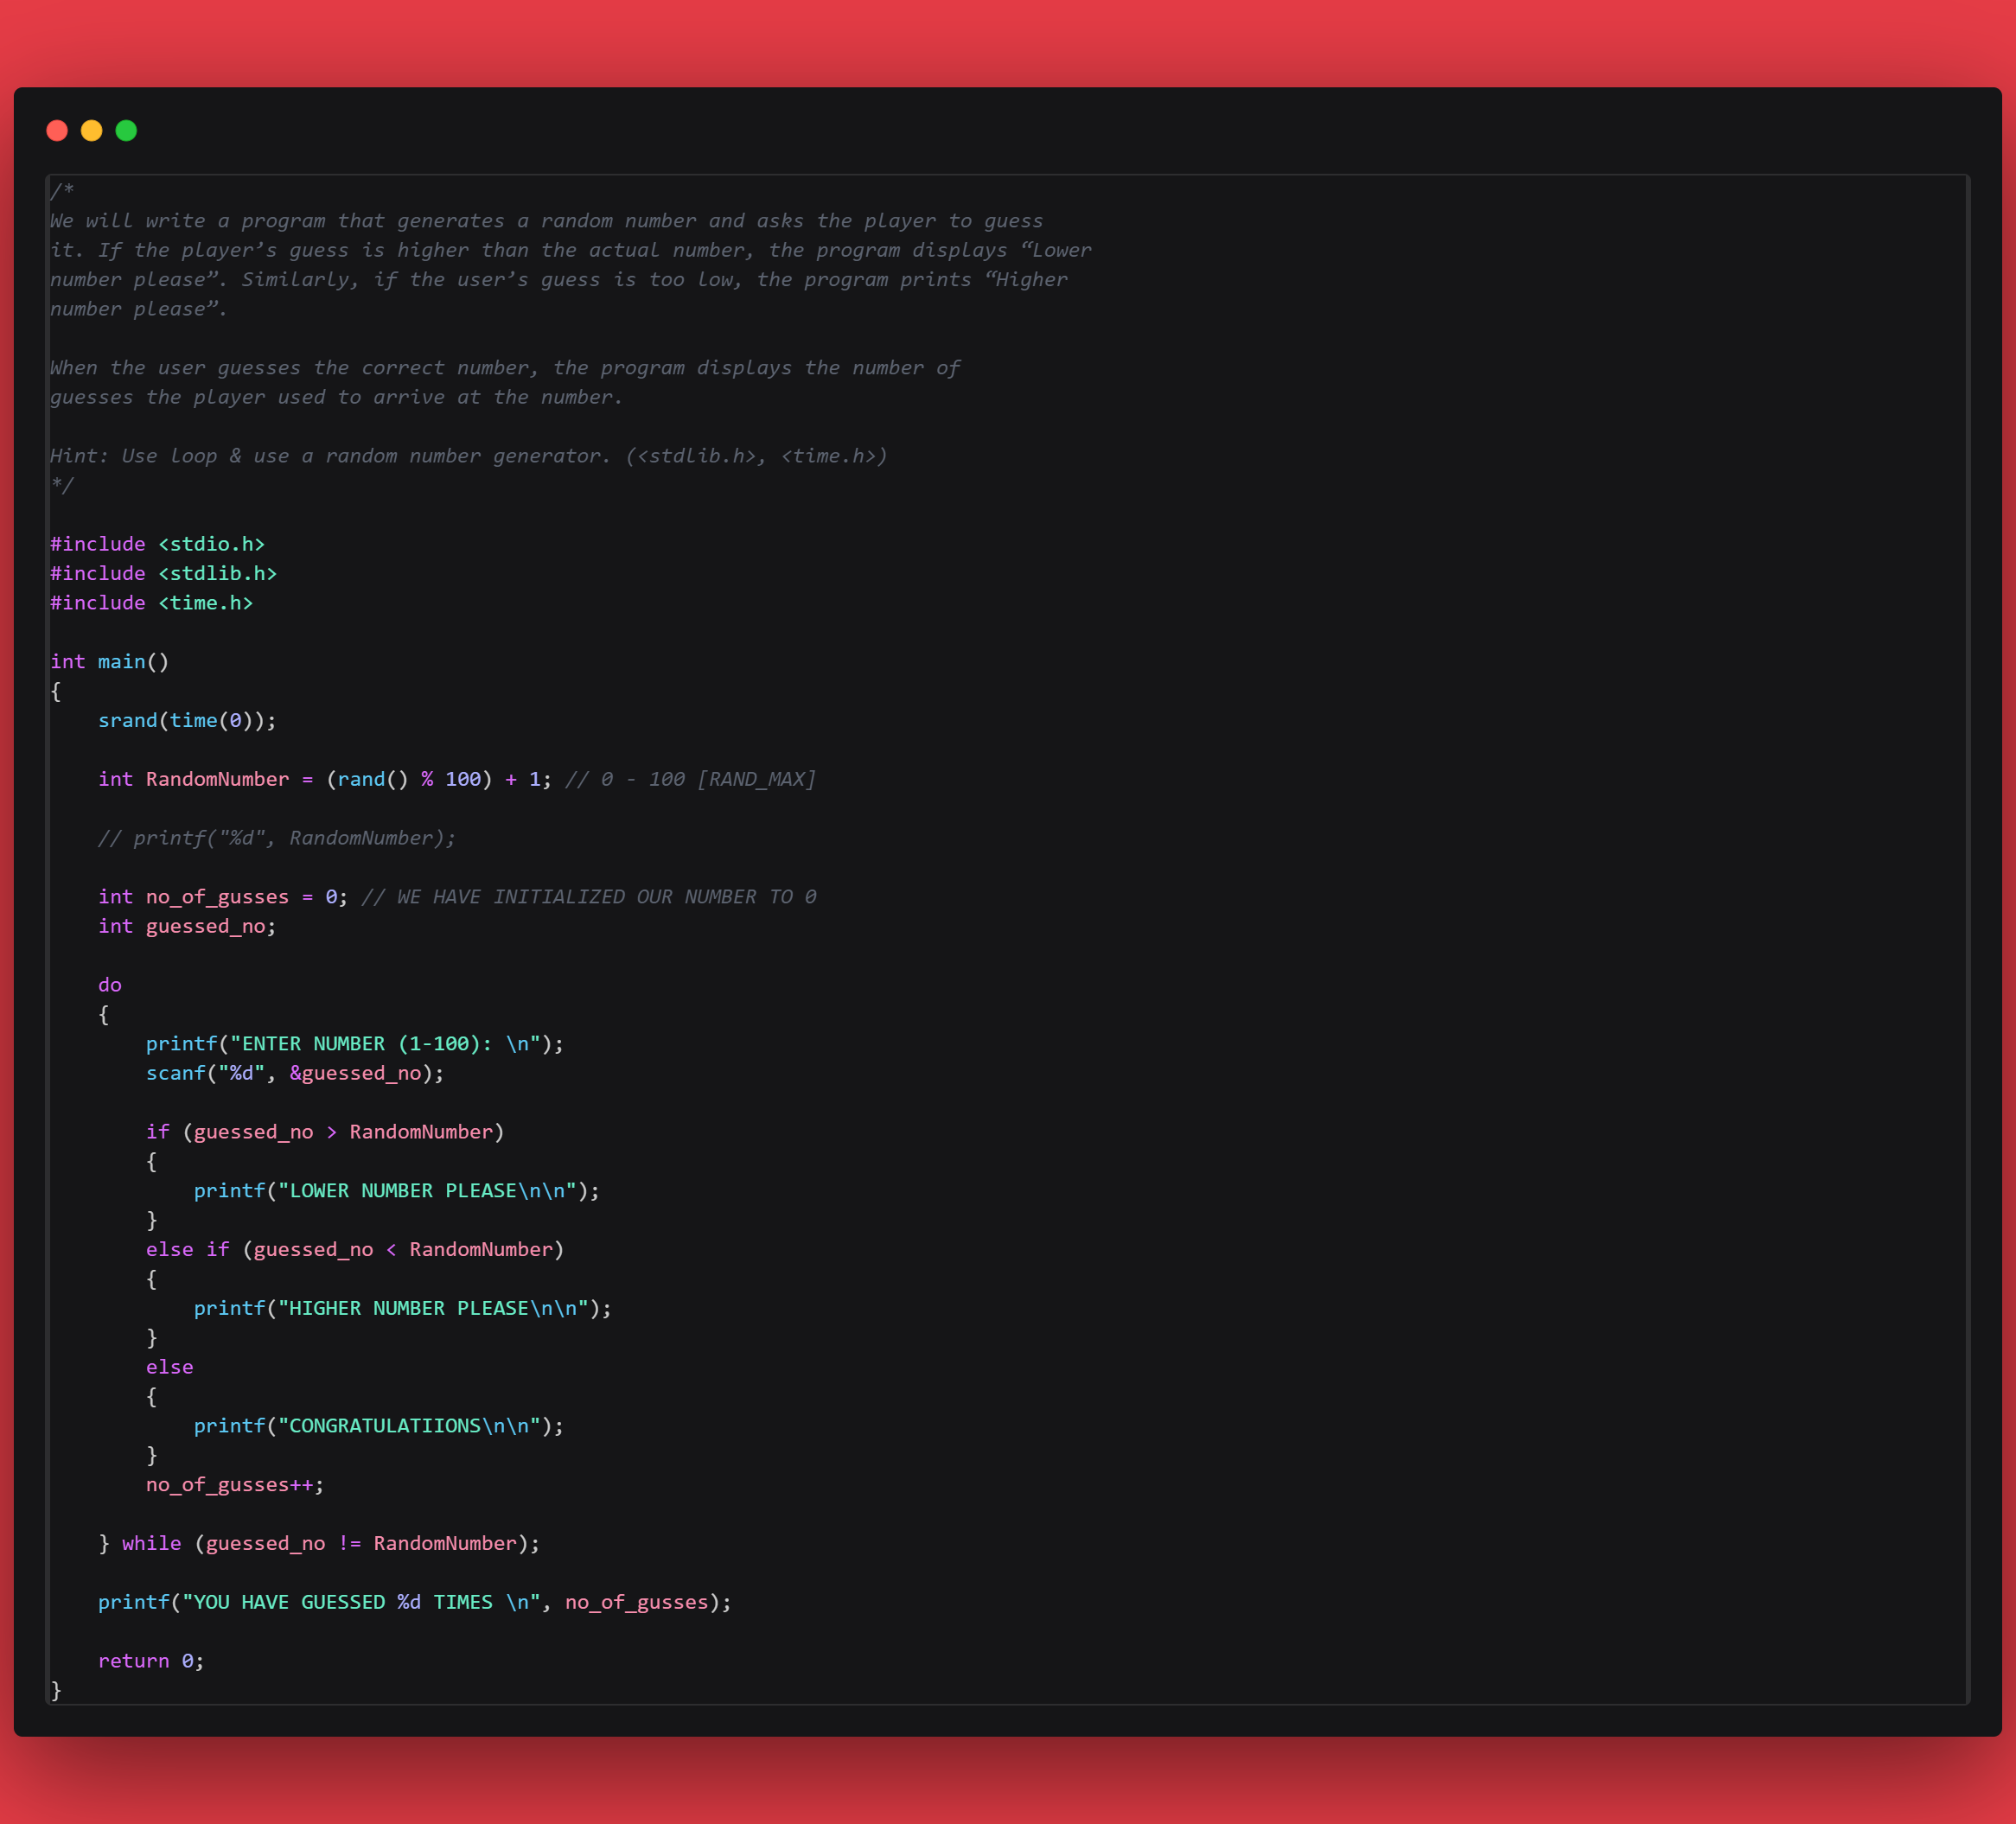 /*
We will write a program that generates a random number and asks the player to guess
it. If the player’s guess is higher than the actual number, the program displays “Lower
number please”. Similarly, if the user’s guess is too low, the program prints “Higher
number please”.

When the user guesses the correct number, the program displays the number of
guesses the player used to arrive at the number.

Hint: Use loop & use a random number generator. (<stdlib.h>, <time.h>)
*/

#include <stdio.h>
#include <stdlib.h>
#include <time.h>

int main()
{
    srand(time(0));

    int RandomNumber = (rand() % 100) + 1; // 0 - 100 [RAND_MAX]

    // printf("%d", RandomNumber);

    int no_of_gusses = 0; // WE HAVE INITIALIZED OUR NUMBER TO 0
    int guessed_no;

    do
    {
        printf("ENTER NUMBER (1-100): \n");
        scanf("%d", &guessed_no);

        if (guessed_no > RandomNumber)
        {
            printf("LOWER NUMBER PLEASE\n\n");
        }
        else if (guessed_no < RandomNumber)
        {
            printf("HIGHER NUMBER PLEASE\n\n");
        }
        else
        {
            printf("CONGRATULATIIONS\n\n");
        }
        no_of_gusses++;

    } while (guessed_no != RandomNumber);

    printf("YOU HAVE GUESSED %d TIMES \n", no_of_gusses);

    return 0;
}